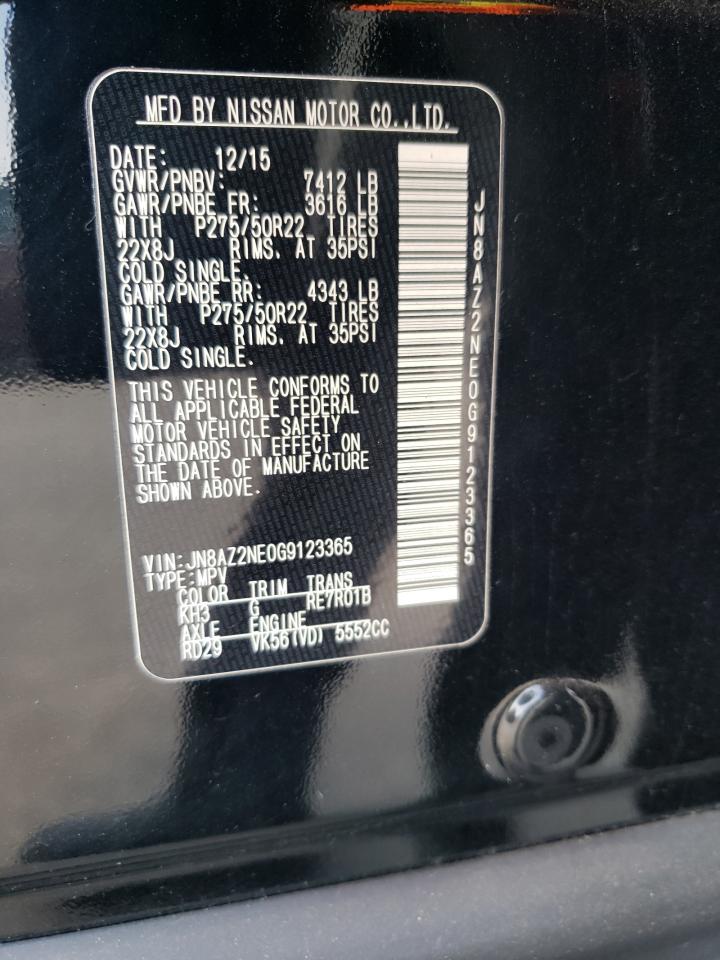 MFD BY NISSAN MOTOR CO.,LTD.
DATE: 12/15
GVWR/PNBV: 7412 LB
GAWR/PNBE FR: 3616 LB
WITH P275/50R22 TIRES
22X8J RIMS. AT 35PSI
COLD SINGLE.
GAWR/PNBE RR: 4343 LB
WITH P275/50R22 TIRES
22X8J RIMS. AT 35PSI
COLD SINGLE.
THIS VEHICLE CONFORMS TO
ALL APPLICABLE FEDERAL
MOTOR VEHICLE SAFETY
STANDARDS IN EFFECT ON
THE DATE OF MANUFACTURE
SHOWN ABOVE.
VIN:JN8AZ2NE0G9123365
TYPE:MPV
COLOR TRIM TRANS
KH3 G RE7R01B
AXLE ENGINE
RD29 VK56(VD) 5552CC
JN8AZ2NE0G9123365